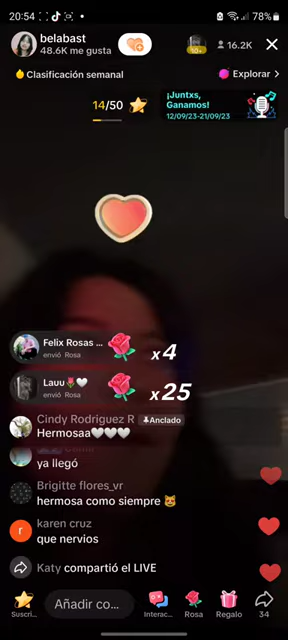 20:54
78%
belabast
48.6K me gusta
10+
16.2K
Clasificación semanal
Explorar >
14/50
¡Juntxs,
Ganamos!
12/09/23-21/09/23
Felix Rosas ...
envió Rosa
x4
Lauu🌷🤍
envió Rosa
x25
Cindy Rodriguez R
Anclado
Hermosaa🤍🤍🤍
ya llegó
Brigitte flores_vr
hermosa como siempre 😻
r
karen cruz
que nervios
Katy compartió el LIVE
Suscri...
Añadir co...
Interac...
Rosa
Regalo
34